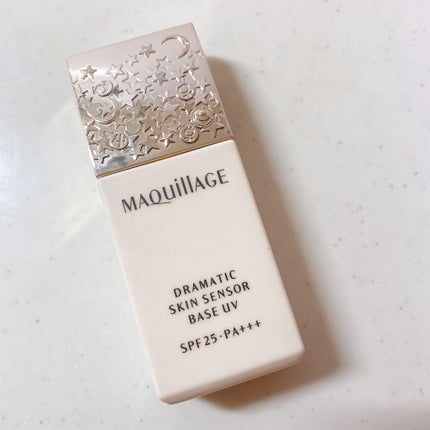 MAQuillAGE
DRAMATIC
SKIN SENSOR
BASE UV
SPF25・PA+++